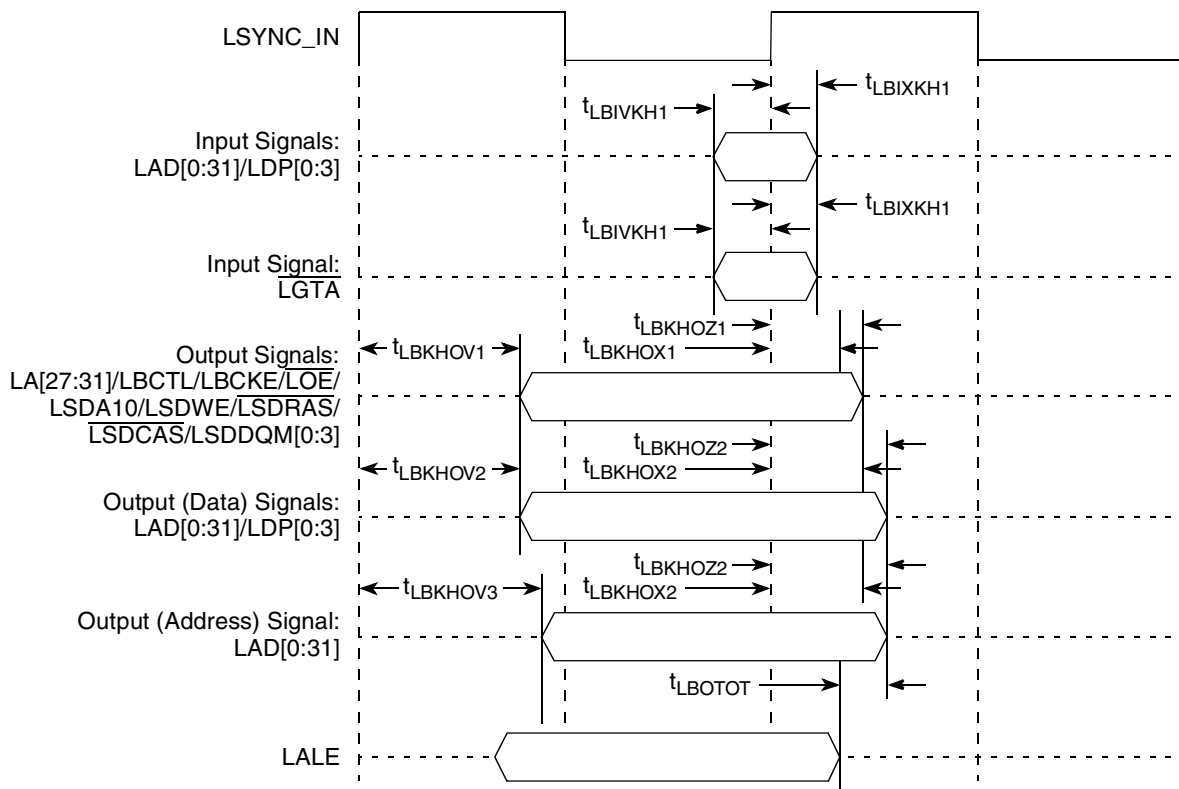 LSYNC_IN
tLBIXKH1
tLBIVKH1
Input Signals:
LAD[0:31]/LDP[0:3]
tLBIXKH1
tLBIVKH1
Input Signal:
LGTA
tLBKHOZ1
tLBKHOV1
tLBKHOX1
Output Signals:
LA[27:31]/LBCTL/LBCKE/LOE/
LSDA10/LSDWE/LSDRAS/
LSDCAS/LSDDQM[0:3]
tLBKHOZ2
tLBKHOV2
tLBKHOX2
Output (Data) Signals:
LAD[0:31]/LDP[0:3]
tLBKHOZ2
tLBKHOV3
tLBKHOX2
Output (Address) Signal:
LAD[0:31]
tLBOTOT
LALE